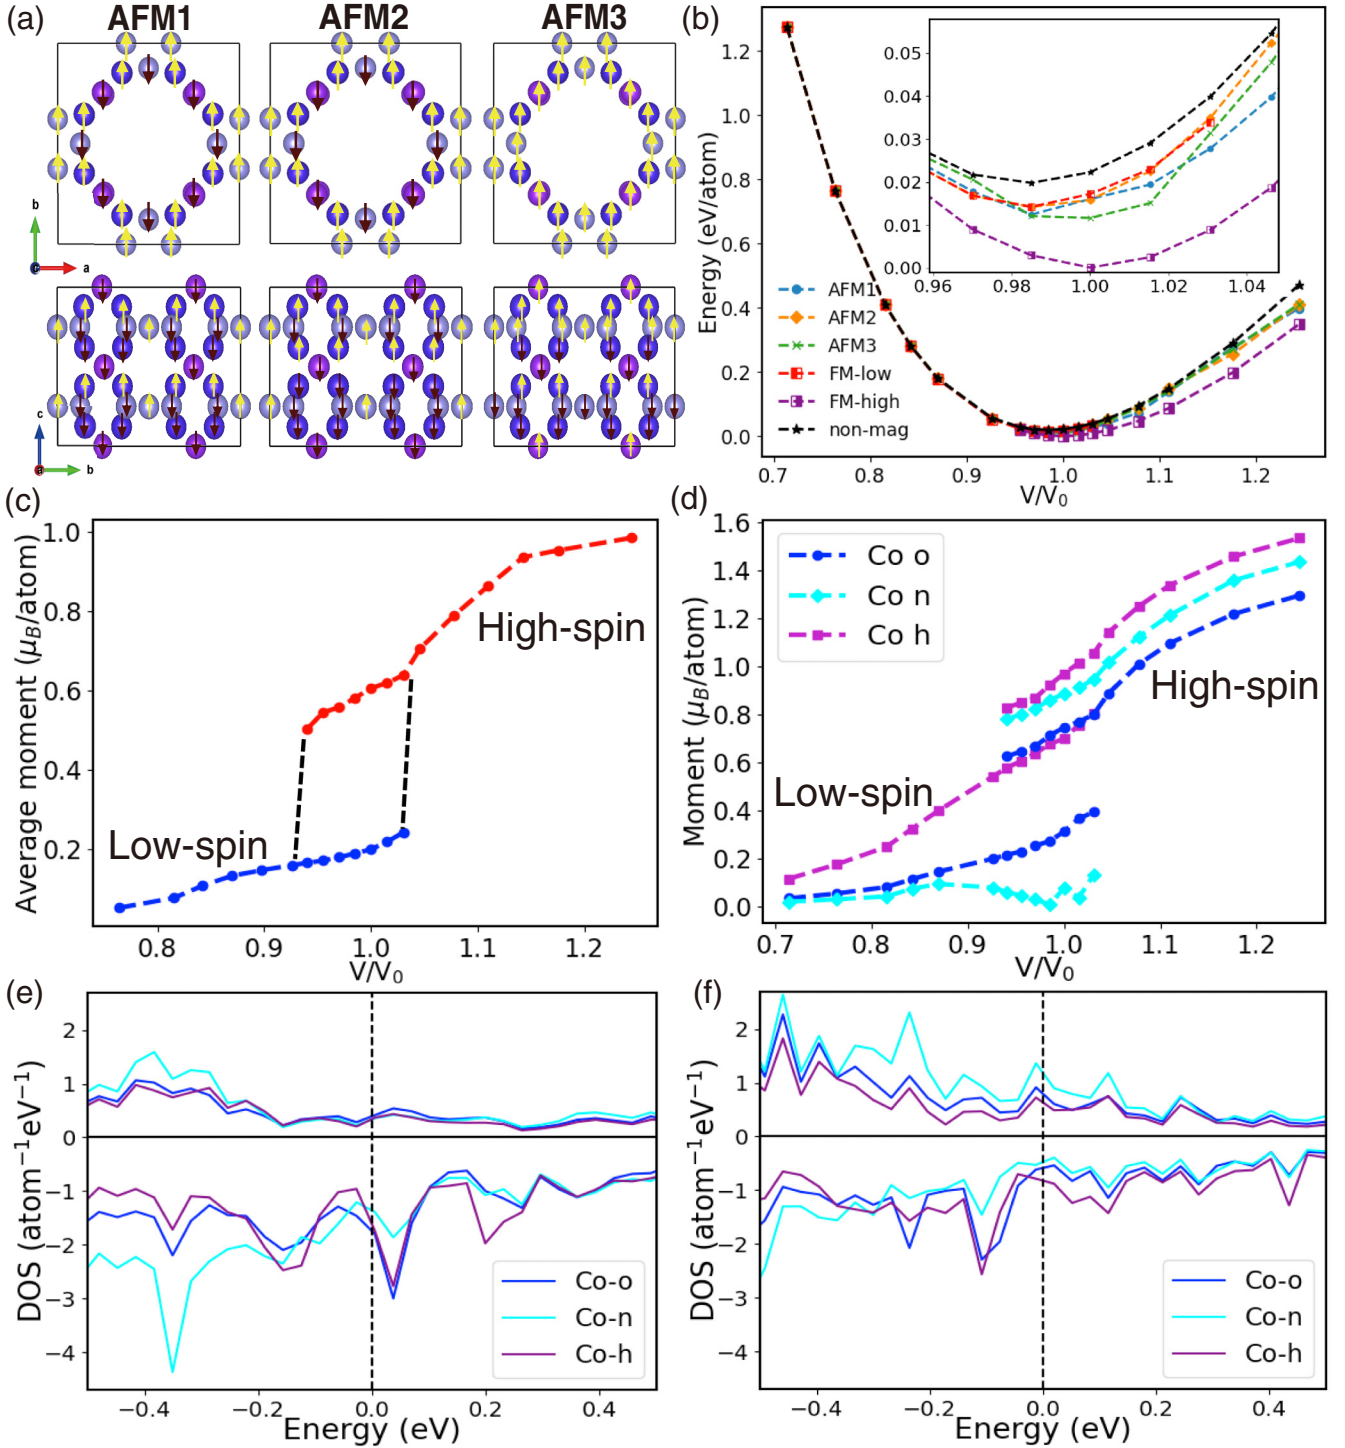 (a) AFM1 AFM2 AFM3
b
c a
c
a b
(b)
Energy (eV/atom)
1.2
1.0
0.8
0.6
0.4
0.2
0.0
0.7 0.8 0.9 1.0 1.1 1.2
V/V0
0.05
0.04
0.03
0.02
0.01
0.00
0.96 0.98 1.00 1.02 1.04
AFM1
AFM2
AFM3
FM-low
FM-high
non-mag
(c)
Average moment (μB/atom)
1.0
0.8
0.6
0.4
0.2
High-spin
Low-spin
0.8 0.9 1.0 1.1 1.2
V/V0
(d)
Moment (μB/atom)
1.6
1.4
1.2
1.0
0.8
0.6
0.4
0.2
0.0
Co o
Co n
Co h
High-spin
Low-spin
0.7 0.8 0.9 1.0 1.1 1.2
V/V0
(e)
DOS (atom−1eV−1)
2
1
0
−1
−2
−3
−4
Co-o
Co-n
Co-h
−0.4 −0.2 0.0 0.2 0.4
Energy (eV)
(f)
DOS (atom−1eV−1)
2
1
0
−1
−2
−3
−4
Co-o
Co-n
Co-h
−0.4 −0.2 0.0 0.2 0.4
Energy (eV)